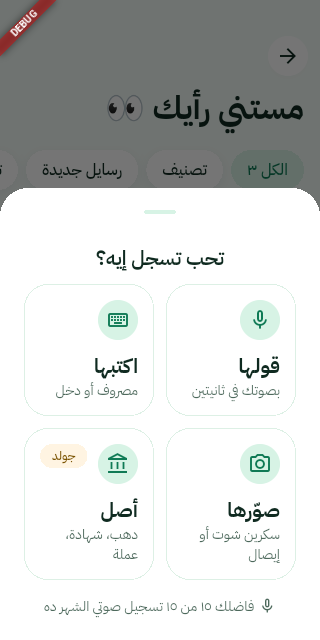 DEBUG
مستني رأيك 👀
الكل ٣
تصنيف
رسايل جديدة
تحب تسجل إيه؟
قولها
بصوتك في ثانيتين
اكتبها
مصروف أو دخل
صوّرها
سكرين شوت أو
إيصال
جولد
أصل
دهب، شهادة،
عملة
فاضلك ١٥ من ١٥ تسجيل صوتي الشهر ده